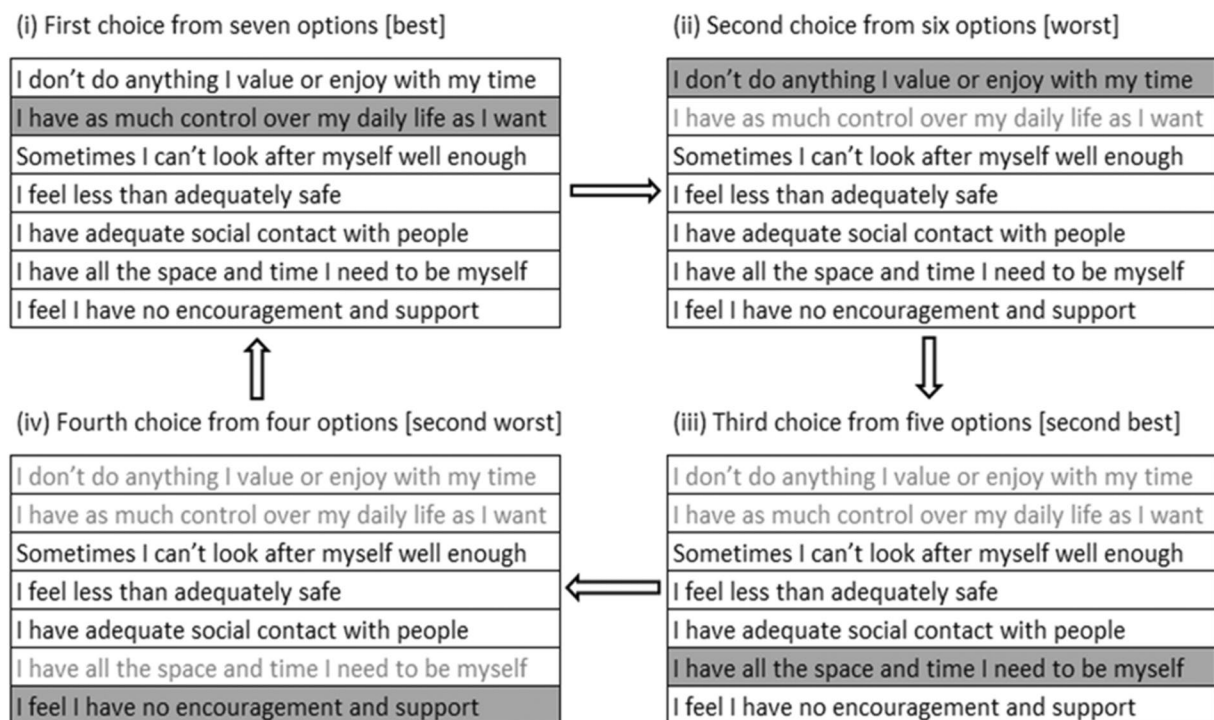 (i) First choice from seven options [best]
I don't do anything I value or enjoy with my time
I have as much control over my daily life as I want
Sometimes I can't look after myself well enough
I feel less than adequately safe
I have adequate social contact with people
I have all the space and time I need to be myself
I feel I have no encouragement and support
(ii) Second choice from six options [worst]
I don't do anything I value or enjoy with my time
I have as much control over my daily life as I want
Sometimes I can't look after myself well enough
I feel less than adequately safe
I have adequate social contact with people
I have all the space and time I need to be myself
I feel I have no encouragement and support
(iii) Third choice from five options [second best]
I don't do anything I value or enjoy with my time
I have as much control over my daily life as I want
Sometimes I can't look after myself well enough
I feel less than adequately safe
I have adequate social contact with people
I have all the space and time I need to be myself
I feel I have no encouragement and support
(iv) Fourth choice from four options [second worst]
I don't do anything I value or enjoy with my time
I have as much control over my daily life as I want
Sometimes I can't look after myself well enough
I feel less than adequately safe
I have adequate social contact with people
I have all the space and time I need to be myself
I feel I have no encouragement and support